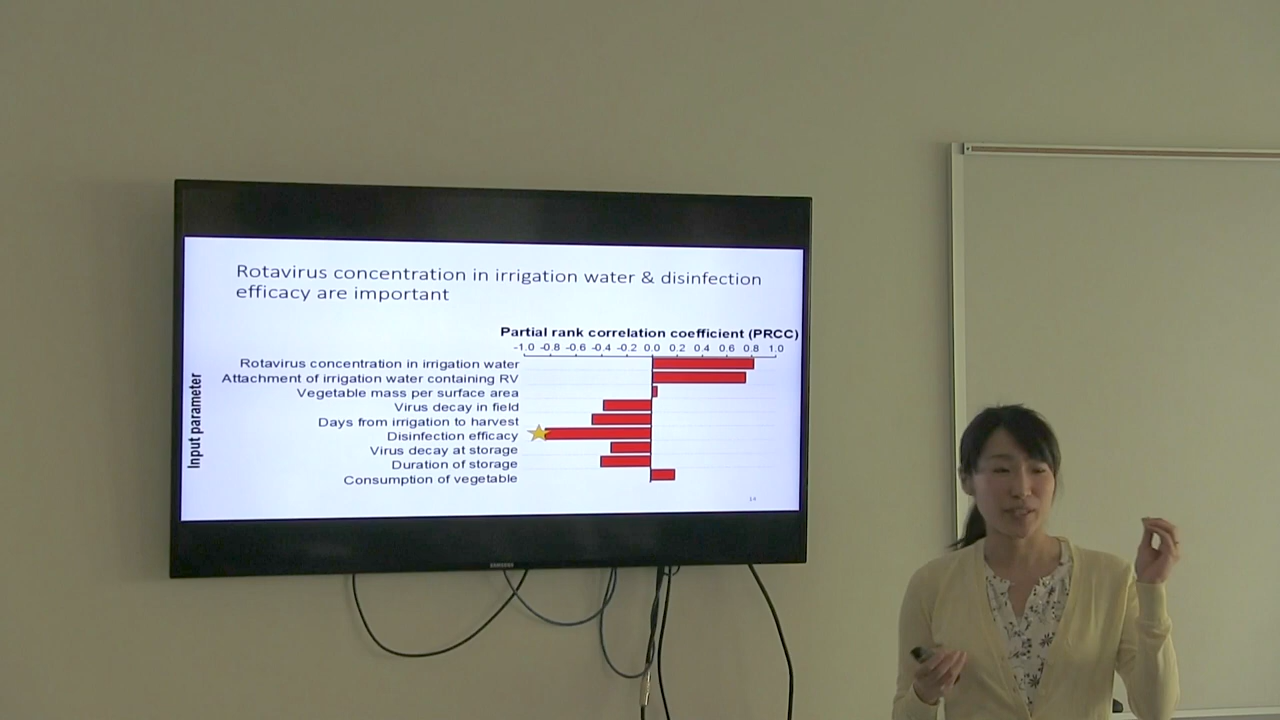 Rotavirus concentration in irrigation water & disinfection
efficacy are important
Partial rank correlation coefficient (PRCC)
-1.0 -0.8 -0.6 -0.4 -0.2 0.0 0.2 0.4 0.6 0.8 1.0
Input parameter
Rotavirus concentration in irrigation water
Attachment of irrigation water containing RV
Vegetable mass per surface area
Virus decay in field
Days from irrigation to harvest
Disinfection efficacy
Virus decay at storage
Duration of storage
Consumption of vegetable
14
SAMSUNG